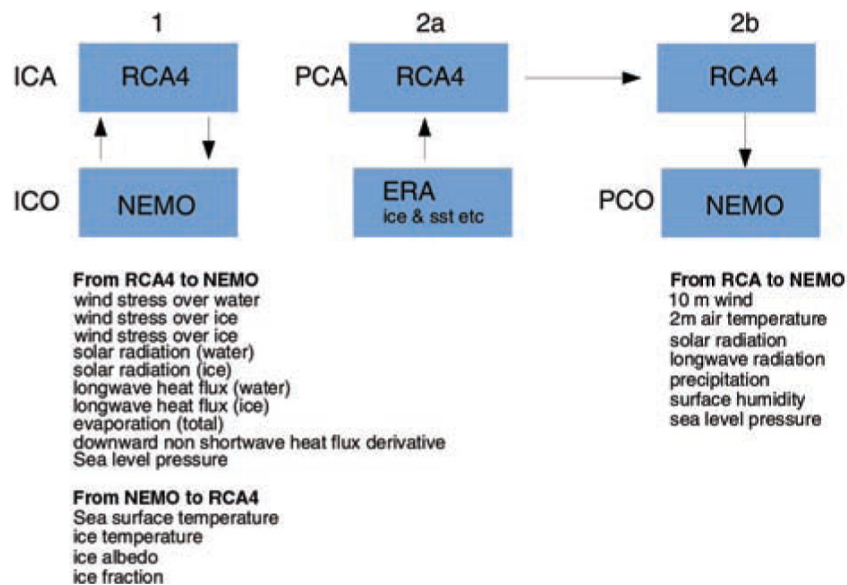 1 2a 2b
ICA RCA4 PCA RCA4 RCA4
ICO NEMO ERA PCO NEMO
ice & sst etc
From RCA4 to NEMO
wind stress over water
wind stress over ice
wind stress over ice
solar radiation (water)
solar radiation (ice)
longwave heat flux (water)
longwave heat flux (ice)
evaporation (total)
downward non shortwave heat flux derivative
Sea level pressure
From NEMO to RCA4
Sea surface temperature
ice temperature
ice albedo
ice fraction
From RCA to NEMO
10 m wind
2m air temperature
solar radiation
longwave radiation
precipitation
surface humidity
sea level pressure